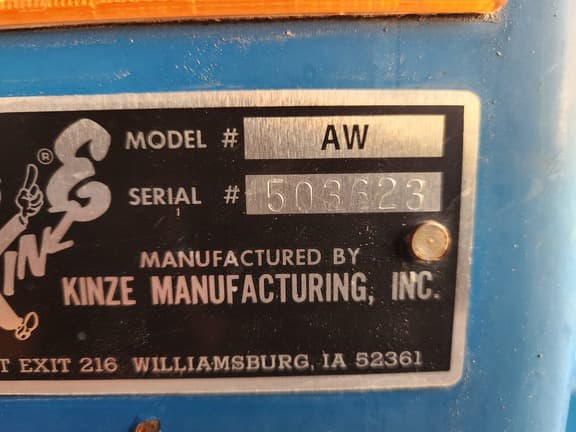 MODEL # AW
SERIAL # 503623
MANUFACTURED BY
KINZE MANUFACTURING, INC.
EXIT 216 WILLIAMSBURG, IA 52361